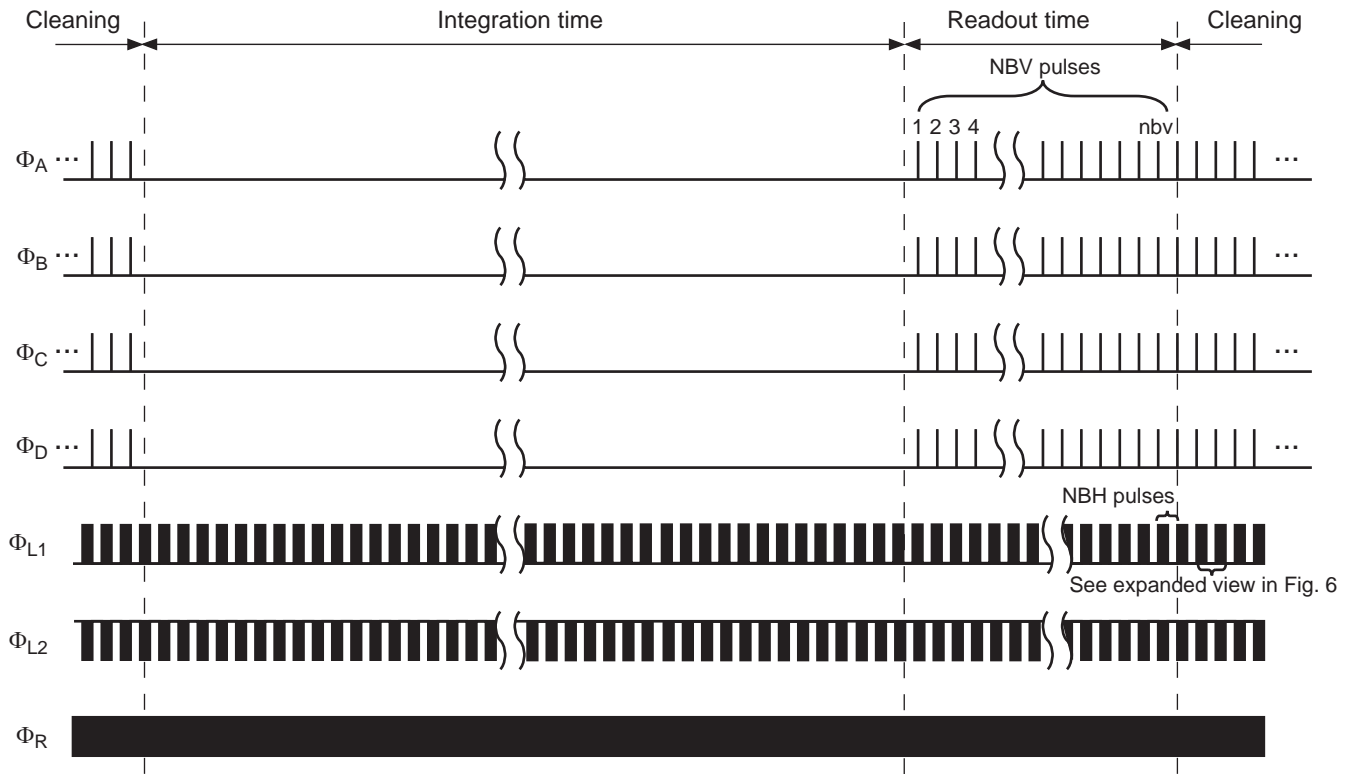 Cleaning Integration time Readout time Cleaning
NBV pulses
1 2 3 4 nbv
ΦA ... ...
ΦB ... ...
ΦC ... ...
ΦD ... ...
NBH pulses
ΦL1
See expanded view in Fig. 6
ΦL2
ΦR